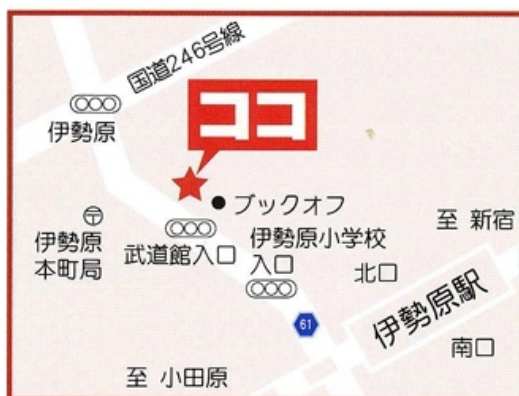 国道246号線
ココ
伊勢原
ブックオフ
伊勢原
本町局
武道館入口
伊勢原小学校
入口
至 新宿
北口
伊勢原駅
61
南口
至 小田原